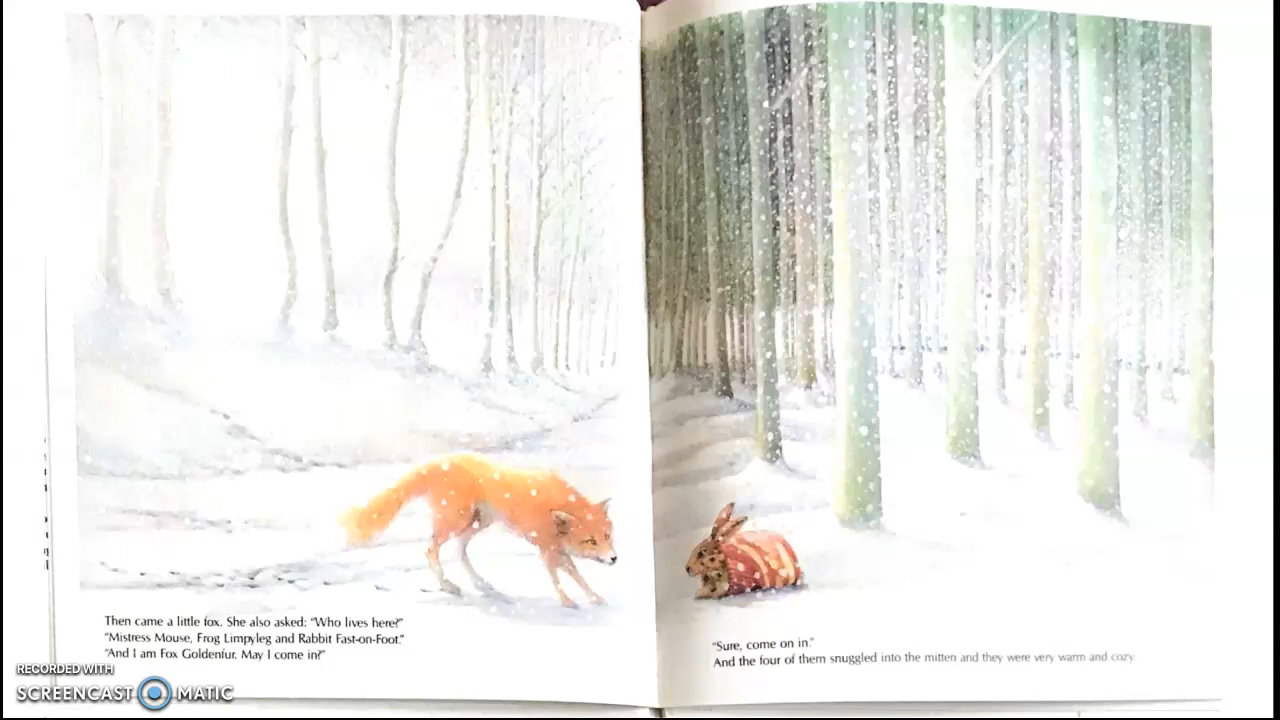 Then came a little fox. She also asked: “Who lives here?”
“Mistress Mouse, Frog Limpyleg and Rabbit Fast-on-Foot.”
“And I am Fox Goldenfur. May I come in?”
“Sure, come on in.”
And the four of them snuggled into the mitten and they were very warm and cozy.
RECORDED WITH
SCREENCAST MATIC